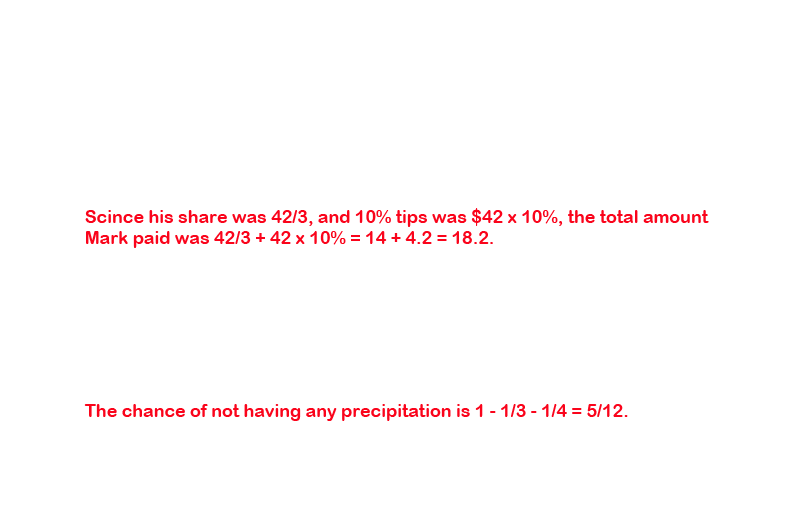 Scince his share was 42/3, and 10% tips was $42 x 10%, the total amount
Mark paid was 42/3 + 42 x 10% = 14 + 4.2 = 18.2.
The chance of not having any precipitation is 1 - 1/3 - 1/4 = 5/12.